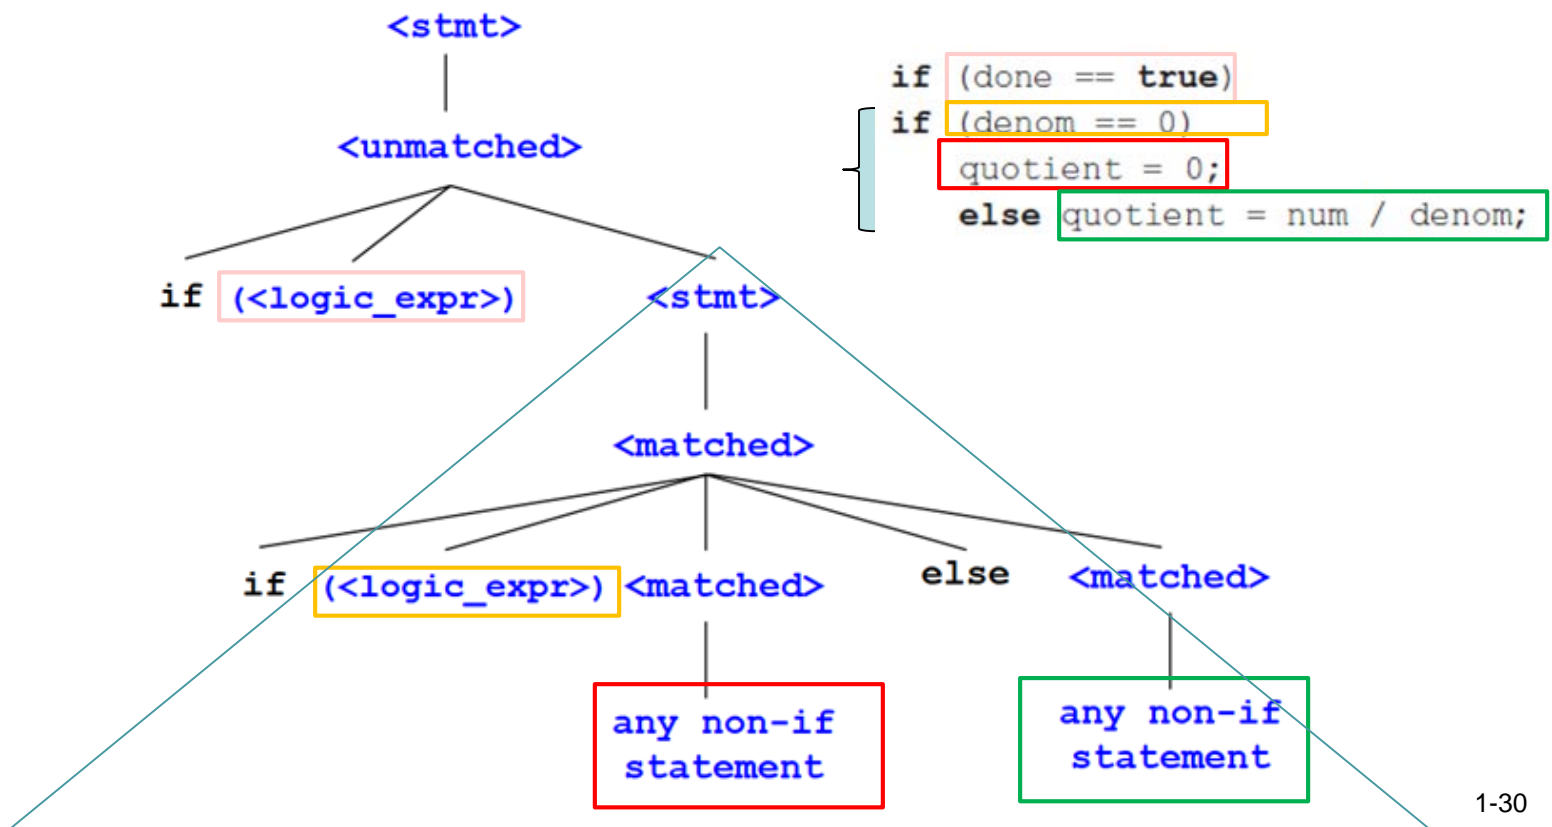 <stmt>
<unmatched>
if (<logic_expr>) <stmt>
<matched>
if (<logic_expr>) <matched> else <matched>
any non-if
statement
any non-if
statement
if (done == true)
if (denom == 0)
quotient = 0;
else quotient = num / denom;
1-30